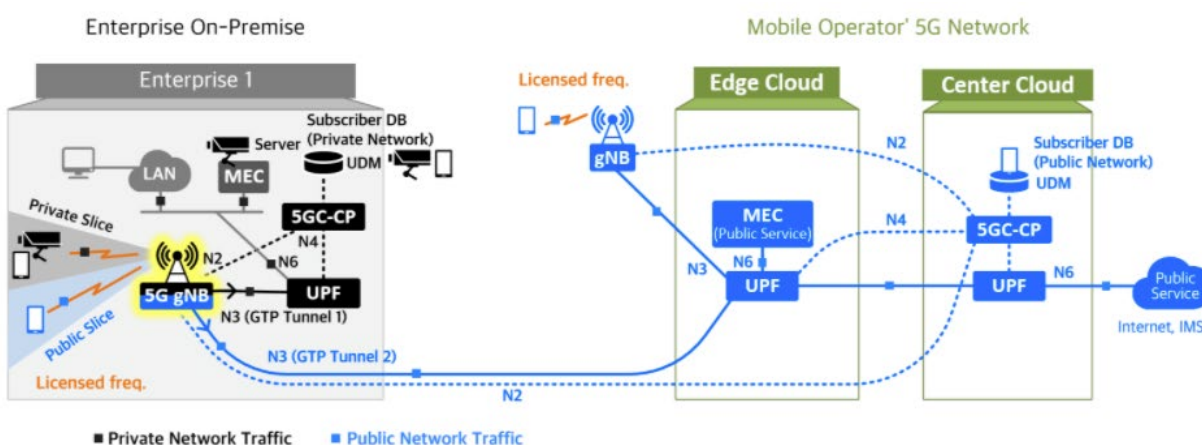 Enterprise On-Premise
Mobile Operator' 5G Network
Enterprise 1
Edge Cloud
Center Cloud
Licensed freq.
Subscriber DB
(Private Network)
Server
UDM
LAN
MEC
gNB
N2
Subscriber DB
(Public Network)
UDM
Private Slice
5GC-CP
N4
N2
N6
MEC
(Public Service)
N4
5GC-CP
5G gNB
UPF
N3
N6
UPF
UPF
N6
Public
Service
N3 (GTP Tunnel 1)
Public Slice
Internet, IMS
N3 (GTP Tunnel 2)
Licensed freq.
N2
Private Network Traffic
Public Network Traffic